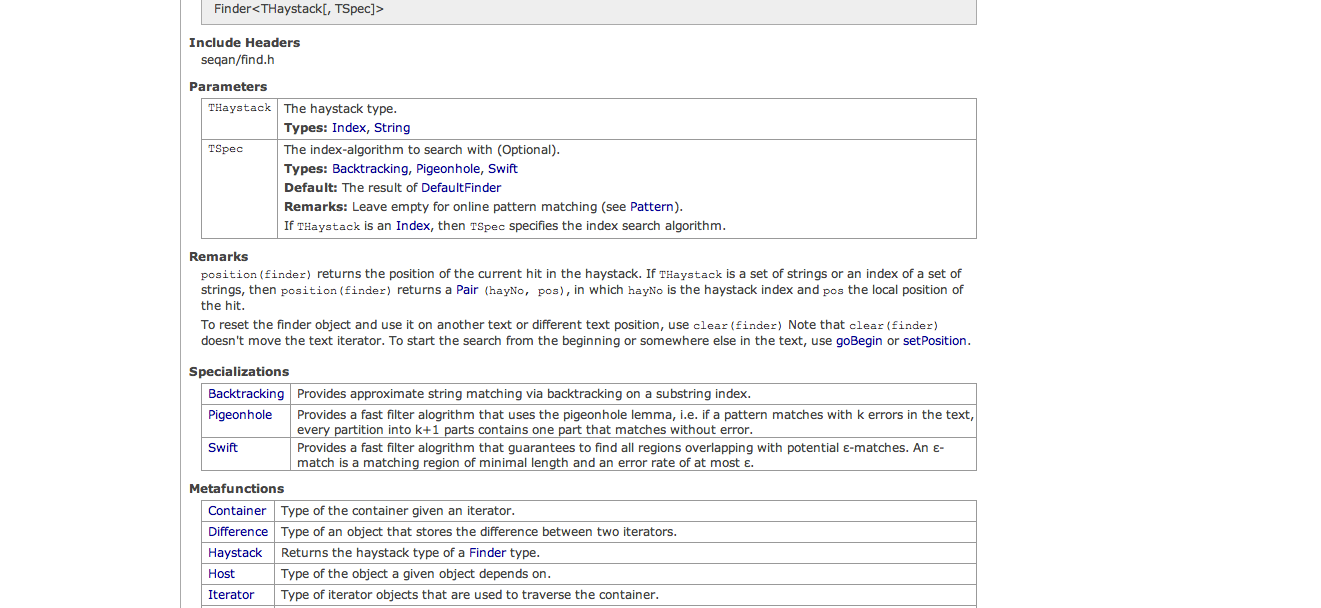 Finder<THaystack[, TSpec]>
Include Headers
seqan/find.h
Parameters
THaystack The haystack type.
Types: Index, String
TSpec The index-algorithm to search with (Optional).
Types: Backtracking, Pigeonhole, Swift
Default: The result of DefaultFinder
Remarks: Leave empty for online pattern matching (see Pattern).
If THaystack is an Index, then TSpec specifies the index search algorithm.
Remarks
position(finder) returns the position of the current hit in the haystack. If THaystack is a set of strings or an index of a set of
strings, then position(finder) returns a Pair (hayNo, pos), in which hayNo is the haystack index and pos the local position of
the hit.
To reset the finder object and use it on another text or different text position, use clear(finder) Note that clear(finder)
doesn't move the text iterator. To start the search from the beginning or somewhere else in the text, use goBegin or setPosition.
Specializations
Backtracking Provides approximate string matching via backtracking on a substring index.
Pigeonhole Provides a fast filter alogrithm that uses the pigeonhole lemma, i.e. if a pattern matches with k errors in the text,
every partition into k+1 parts contains one part that matches without error.
Swift Provides a fast filter alogrithm that guarantees to find all regions overlapping with potential ε-matches. An ε-
match is a matching region of minimal length and an error rate of at most ε.
Metafunctions
Container Type of the container given an iterator.
Difference Type of an object that stores the difference between two iterators.
Haystack Returns the haystack type of a Finder type.
Host Type of the object a given object depends on.
Iterator Type of iterator objects that are used to traverse the container.